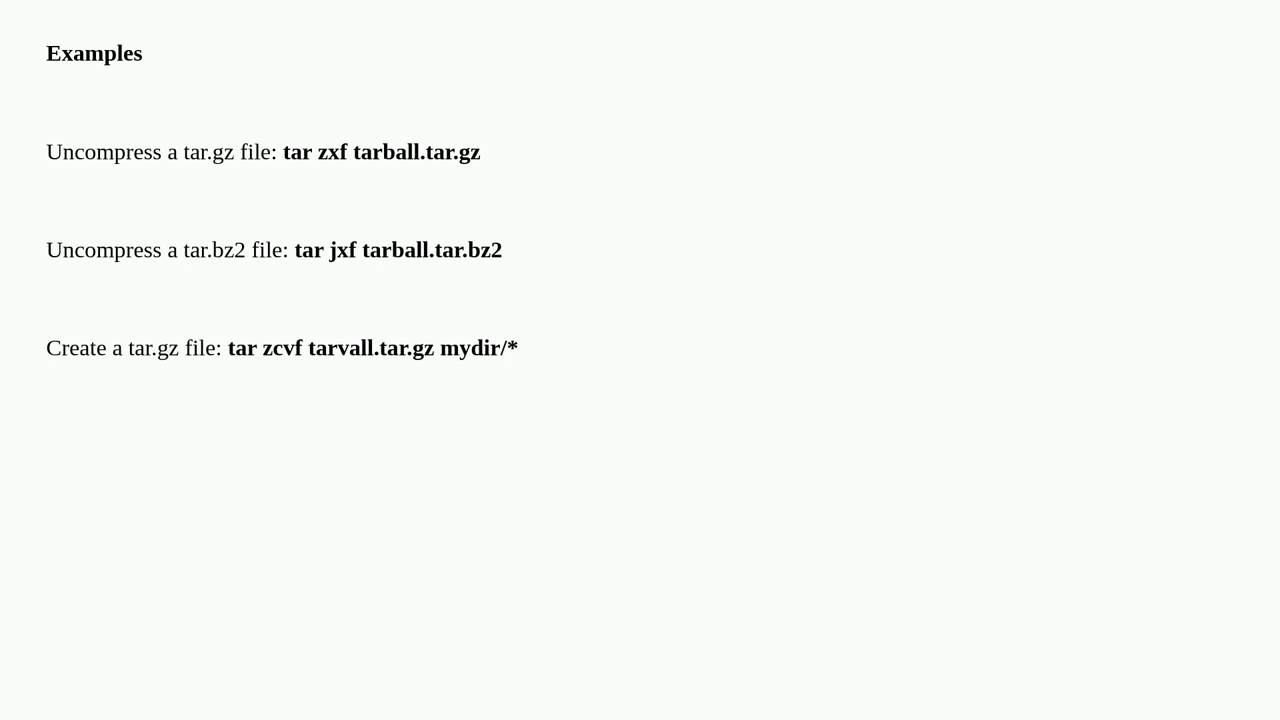 Examples
Uncompress a tar.gz file: tar zxf tarball.tar.gz
Uncompress a tar.bz2 file: tar jxf tarball.tar.bz2
Create a tar.gz file: tar zcvf tarvall.tar.gz mydir/*